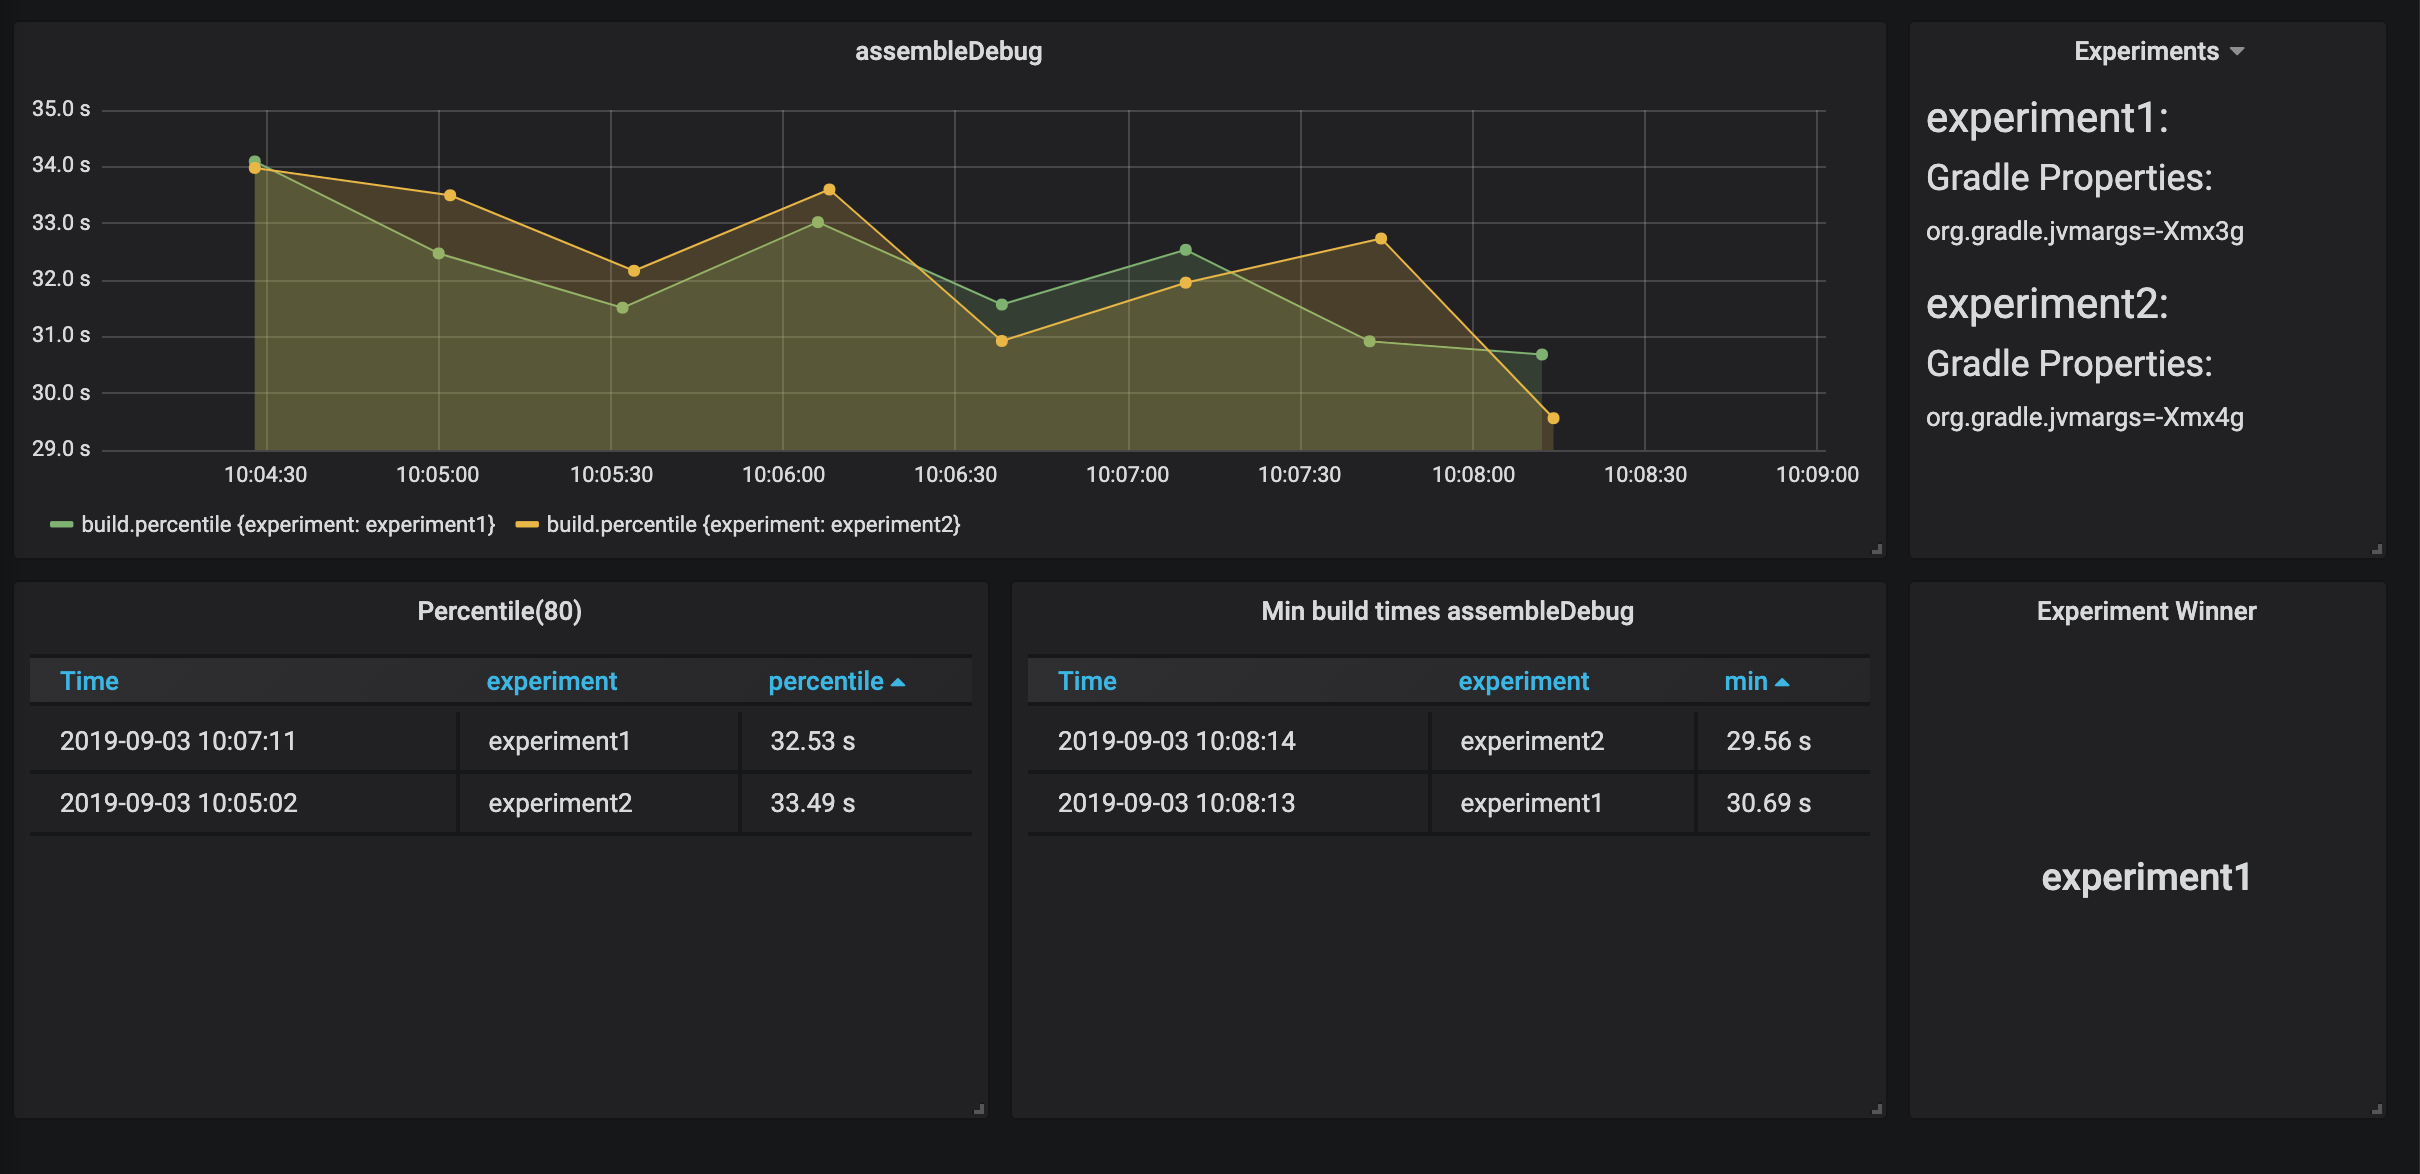 assembleDebug
35.0 s
34.0 s
33.0 s
32.0 s
31.0 s
30.0 s
29.0 s
10:04:30 10:05:00 10:05:30 10:06:00 10:06:30 10:07:00 10:07:30 10:08:00 10:08:30 10:09:00
build.percentile {experiment: experiment1} build.percentile {experiment: experiment2}
Experiments
experiment1:
Gradle Properties:
org.gradle.jvmargs=-Xmx3g
experiment2:
Gradle Properties:
org.gradle.jvmargs=-Xmx4g
Percentile(80)
Time experiment percentile
2019-09-03 10:07:11 experiment1 32.53 s
2019-09-03 10:05:02 experiment2 33.49 s
Min build times assembleDebug
Time experiment min
2019-09-03 10:08:14 experiment2 29.56 s
2019-09-03 10:08:13 experiment1 30.69 s
Experiment Winner
experiment1